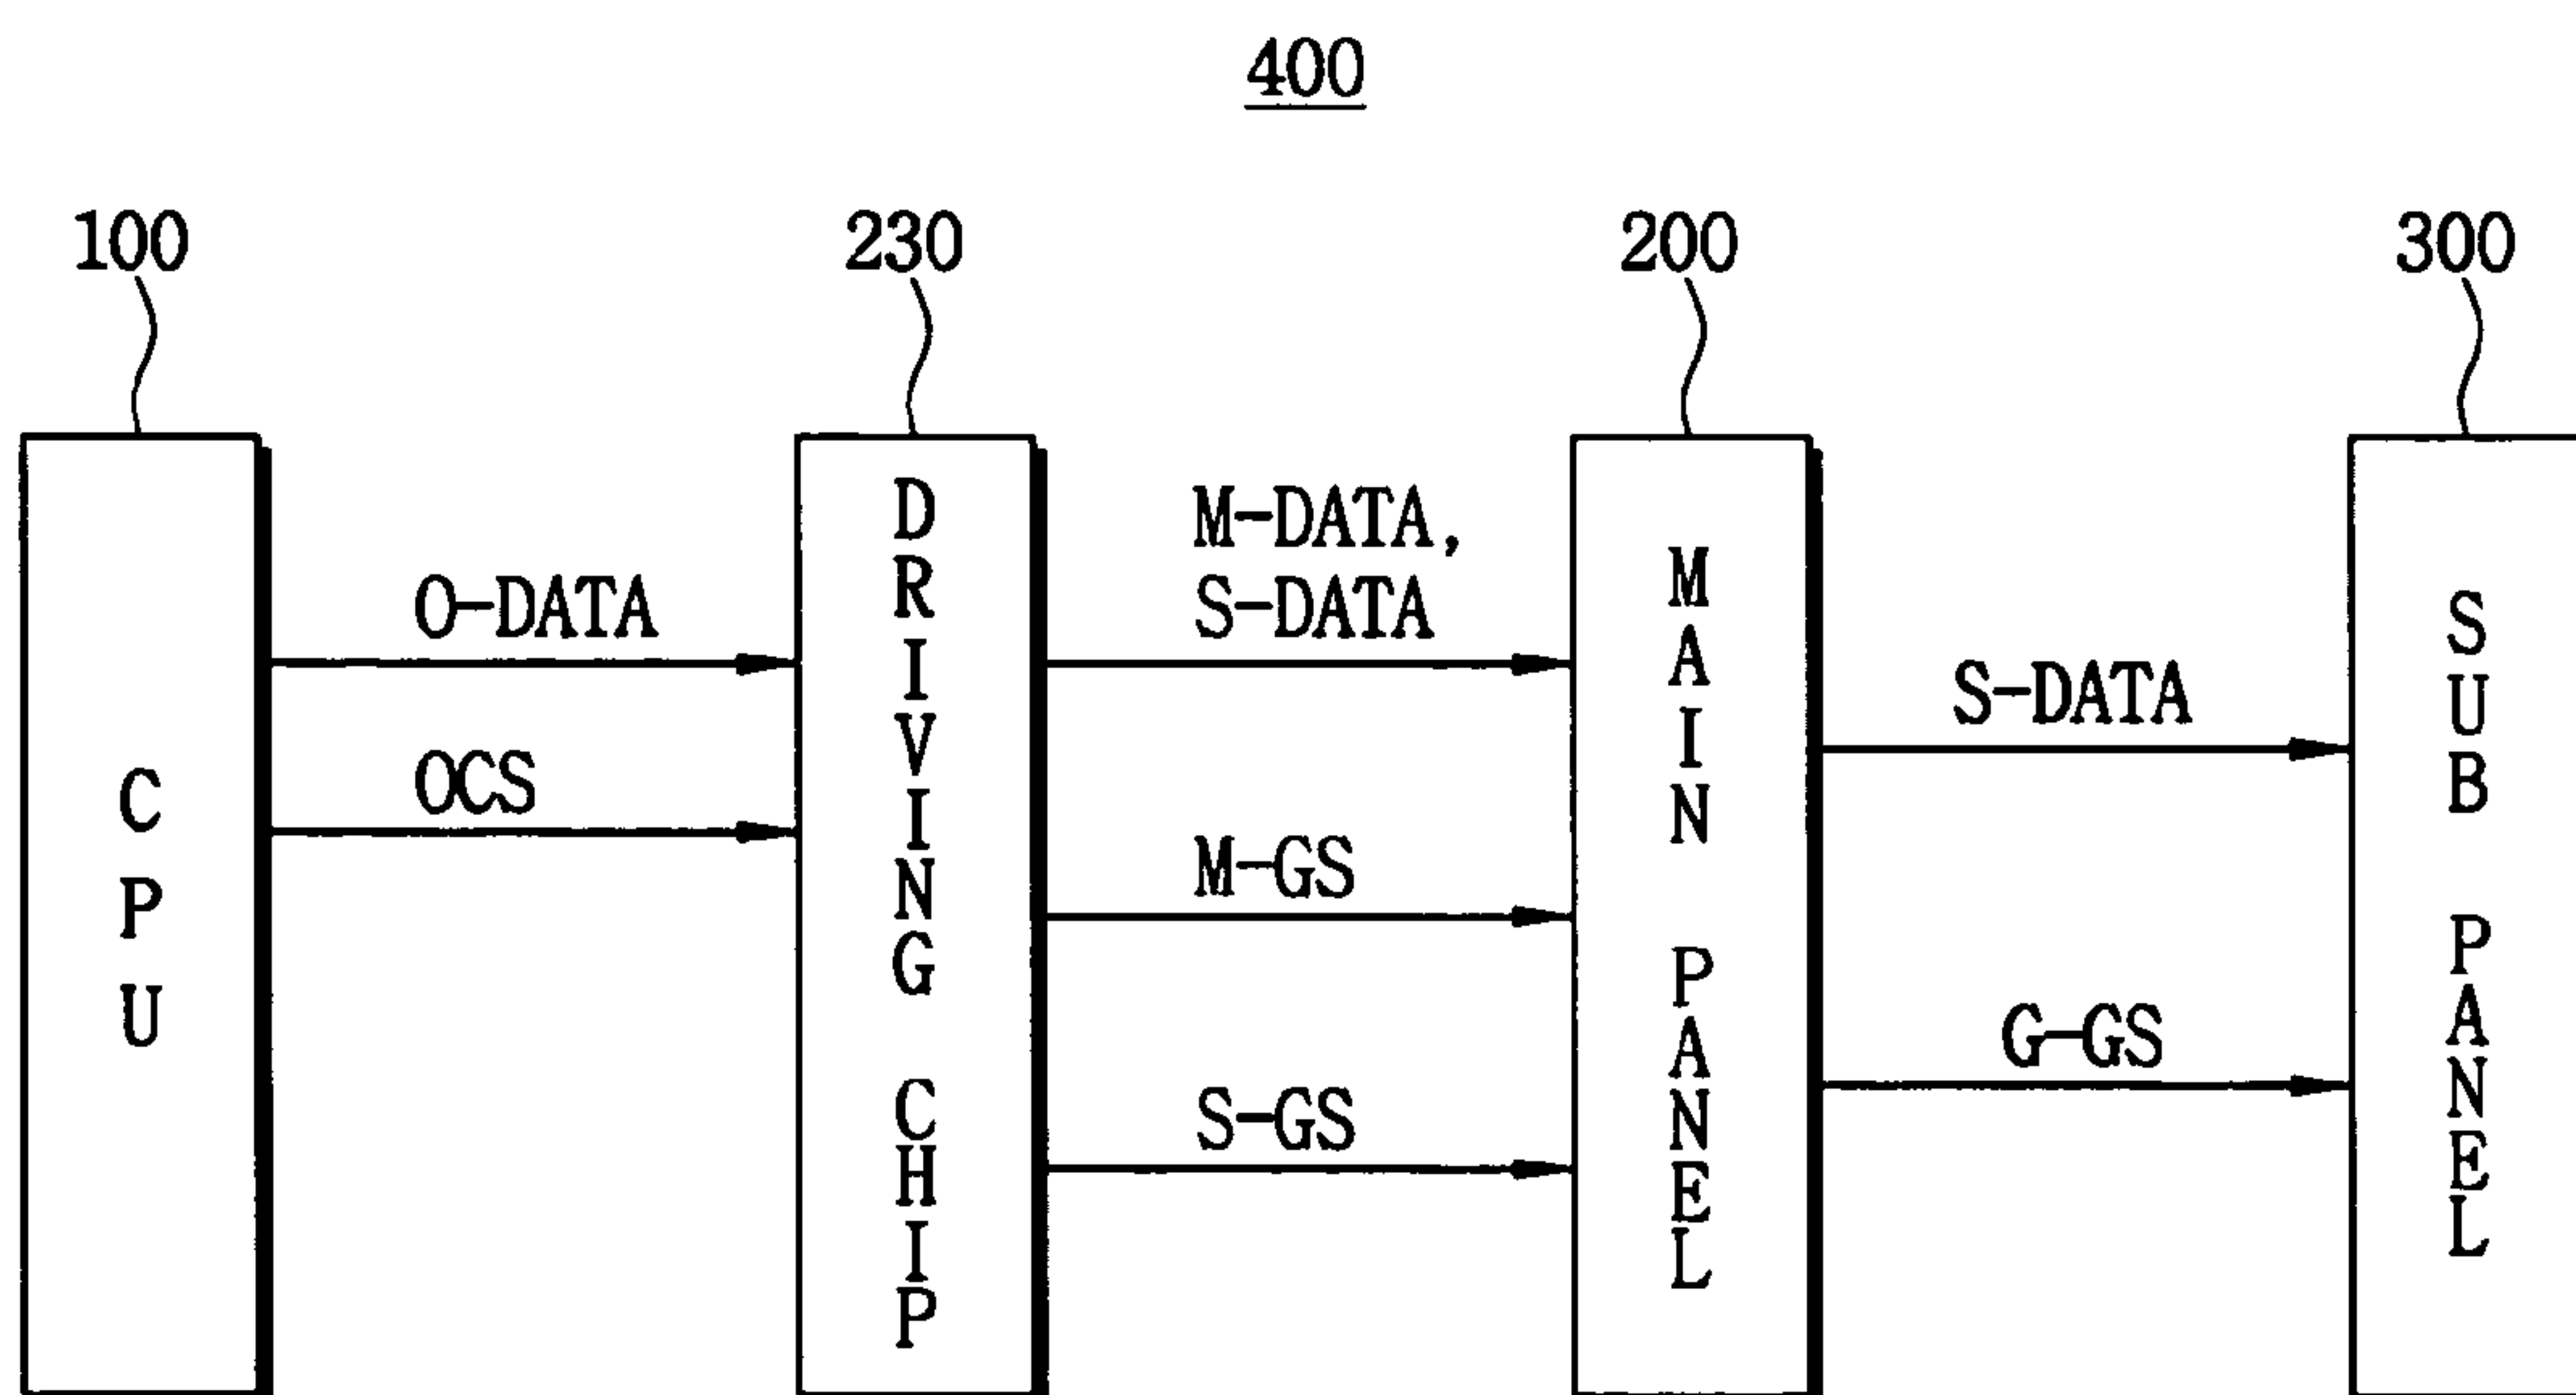 400
100
230
200
300
CPU
O-DATA
OCS
DRIVING CHIP
M-DATA,
S-DATA
M-GS
S-GS
MAIN PANEL
S-DATA
G-GS
SUB PANEL